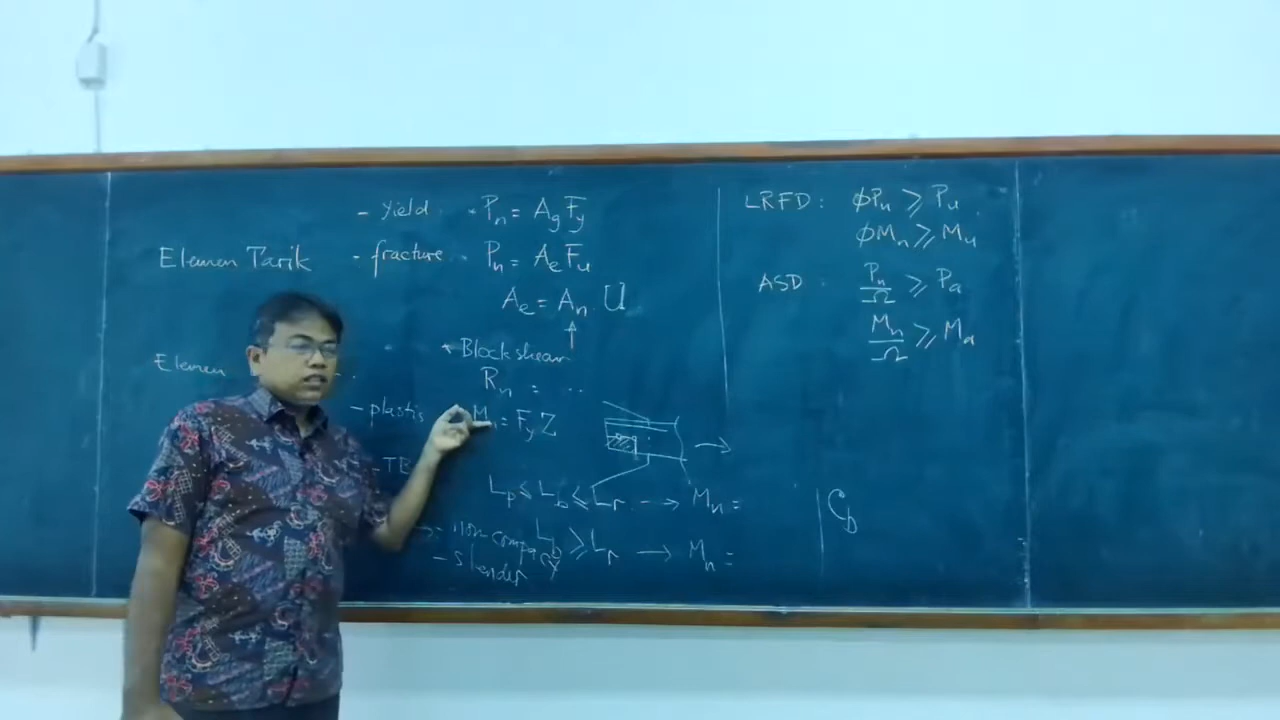 - yield - Pn = Ag Fy
Elemen Tarik - fracture - Pn = Ae Fu
Ae = An . U
↑
- Block shear
Rn = ...
Elemen
- plastis M = Fy Z
Lp ≤ Lb ≤ Lr → Mn =
- non compa Lb ≥ Lr → Mn =
- slender
LRFD : ϕPn ⩾ Pu
ϕMn ⩾ Mu
ASD : Pn/Ω ⩾ Pa
Mn/Ω ⩾ Ma
Cb